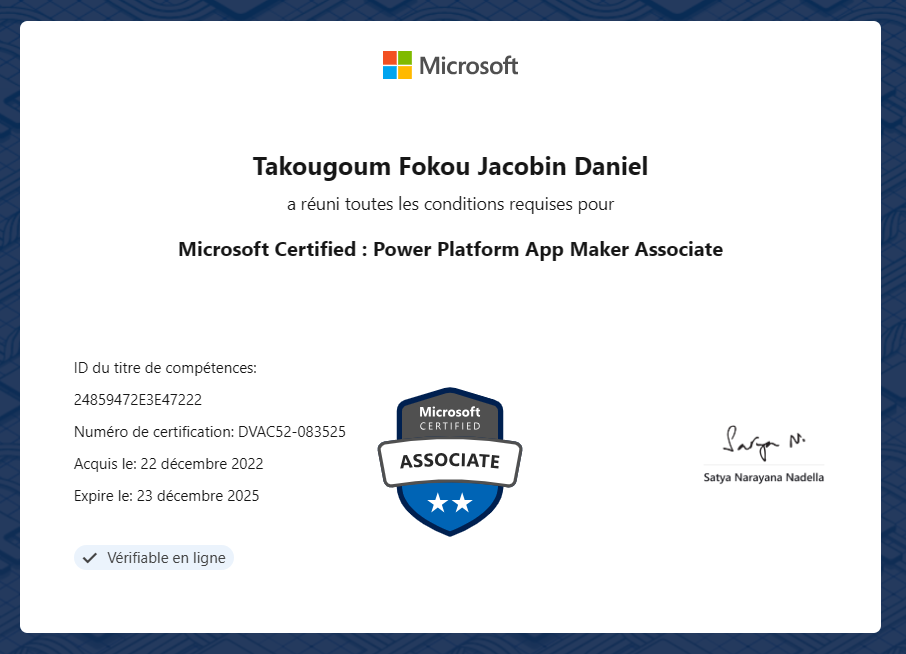 Microsoft
Takougoum Fokou Jacobin Daniel
a réuni toutes les conditions requises pour
Microsoft Certified : Power Platform App Maker Associate
ID du titre de compétences:
24859472E3E47222
Numéro de certification: DVAC52-083525
Acquis le: 22 décembre 2022
Expire le: 23 décembre 2025
Vérifiable en ligne
Microsoft
CERTIFIED
ASSOCIATE
Satya N.
Satya Narayana Nadella